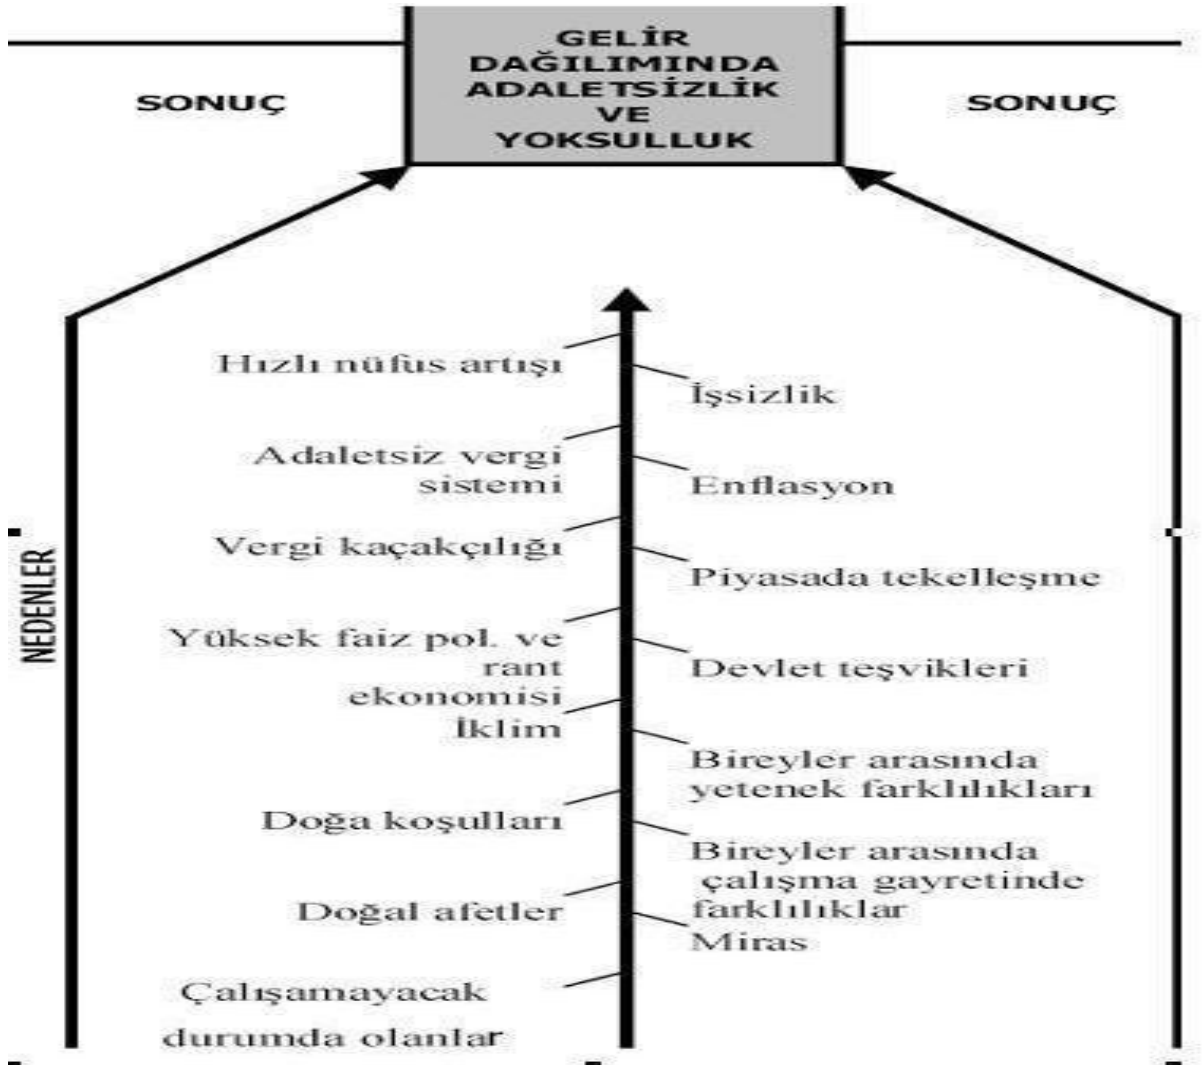 GELİR
DAĞILIMINDA
ADALETSİZLİK
VE
YOKSULLUK
SONUÇ
SONUÇ
NEDENLER
Hızlı nüfus artışı
Adaletsiz vergi
sistemi
Vergi kaçakçılığı
Yüksek faiz pol. ve
rant
ekonomisi
İklim
Doğa koşulları
Doğal afetler
Çalışamayacak
durumda olanlar
İşsizlik
Enflasyon
Piyasada tekelleşme
Devlet teşvikleri
Bireyler arasında
yetenek farklılıkları
Bireyler arasında
çalışma gayretinde
farklılıklar
Miras